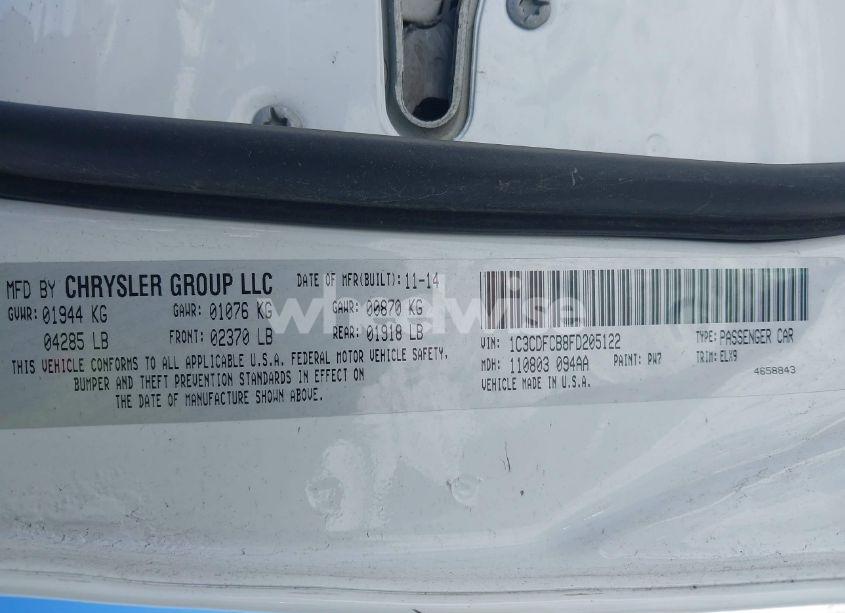 MFD BY CHRYSLER GROUP LLC DATE OF MFR(BUILT): 11-14
GVWR: 01944 KG GAWR: 01076 KG GAWR: 00870 KG
04285 LB FRONT: 02370 LB REAR: 01918 LB
THIS VEHICLE CONFORMS TO ALL APPLICABLE U.S.A. FEDERAL MOTOR VEHICLE SAFETY,
BUMPER AND THEFT PREVENTION STANDARDS IN EFFECT ON
THE DATE OF MANUFACTURE SHOWN ABOVE.
VIN: 1C3CDFCB8FD205122 TYPE: PASSENGER CAR
MDH: 110803 094AA PAINT: PW7 TRIM: ELX9
VEHICLE MADE IN U.S.A. 4658843
wheelwise